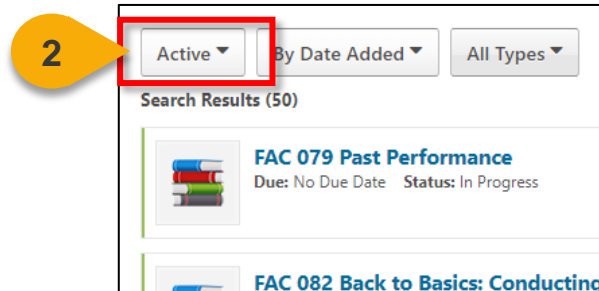 2
Active By Date Added All Types
Search Results (50)
FAC 079 Past Performance
Due: No Due Date Status: In Progress
FAC 082 Back to Basics: Conducting